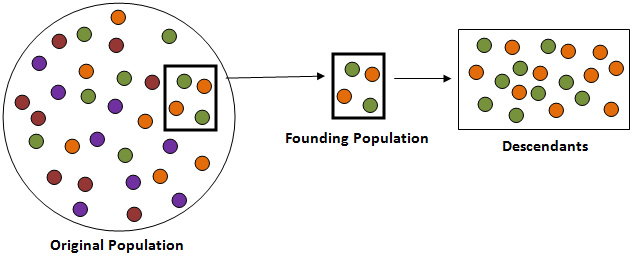 Founding Population
Descendants
Original Population